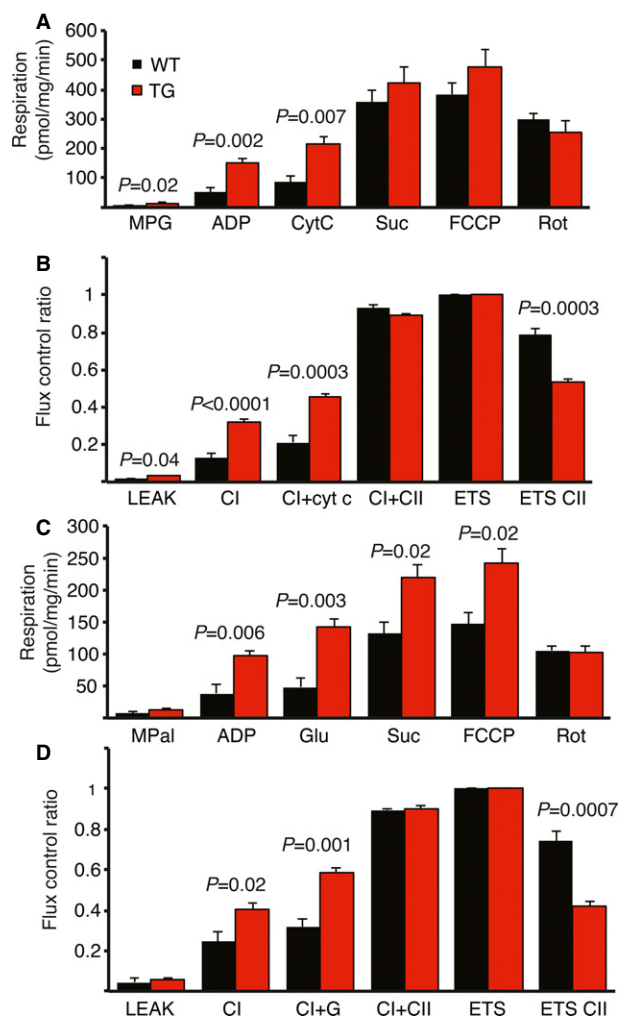 A
Respiration
(pmol/mg/min)
600
500
400
300
200
100
WT
TG
P=0.02
P=0.002
P=0.007
MPG ADP CytC Suc FCCP Rot
B
Flux control ratio
1
0.8
0.6
0.4
0.2
P=0.04
P<0.0001
P=0.0003
P=0.0003
LEAK CI CI+cyt c CI+CII ETS ETS CII
C
Respiration
(pmol/mg/min)
300
250
200
150
100
50
P=0.006
P=0.003
P=0.02
P=0.02
MPal ADP Glu Suc FCCP Rot
D
Flux control ratio
1
0.8
0.6
0.4
0.2
P=0.02
P=0.001
P=0.0007
LEAK CI CI+G CI+CII ETS ETS CII